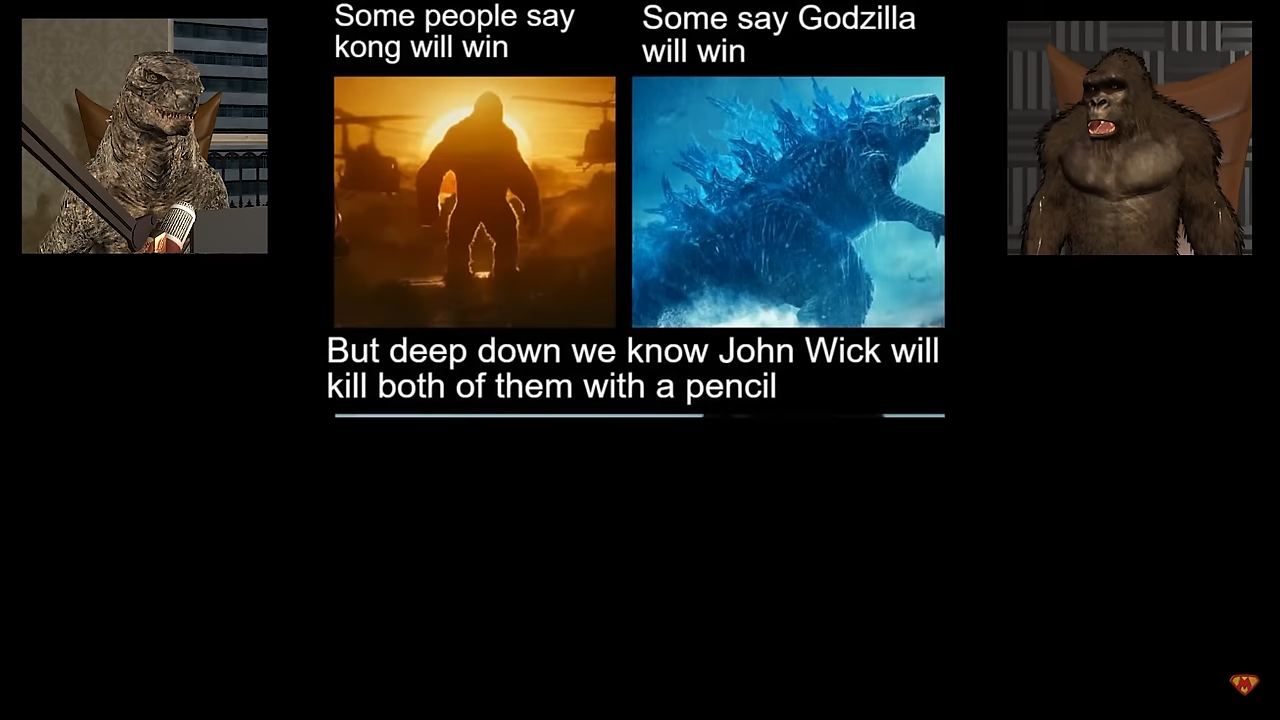 Some people say
kong will win
Some say Godzilla
will win
But deep down we know John Wick will
kill both of them with a pencil
M